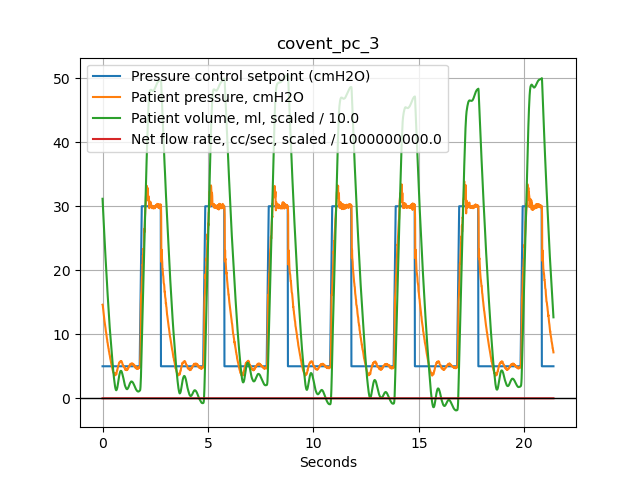 covent_pc_3
Pressure control setpoint (cmH2O)
Patient pressure, cmH2O
Patient volume, ml, scaled / 10.0
Net flow rate, cc/sec, scaled / 1000000000.0
50
40
30
20
10
0
0 5 10 15 20
Seconds